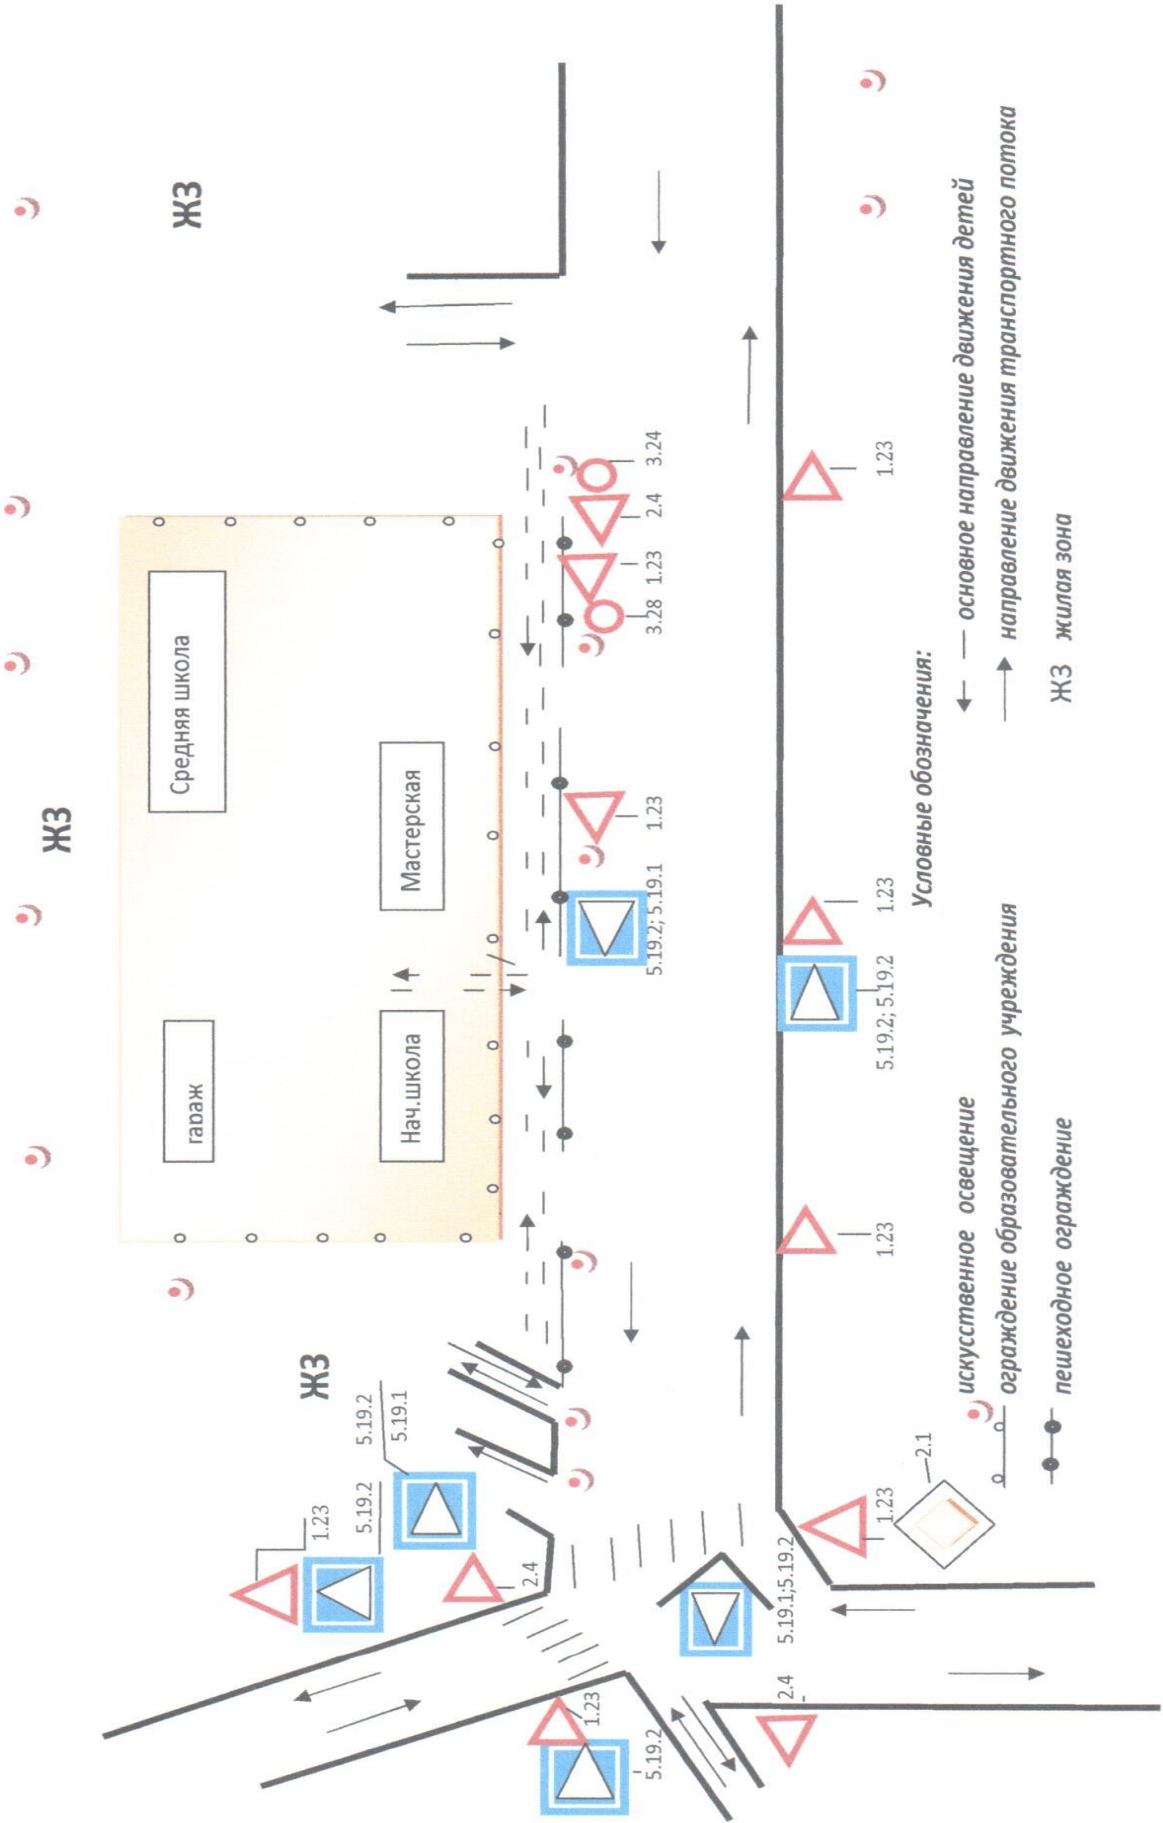 ЖЗ
ЖЗ
Средняя школа
гараж
ЖЗ
1.23
5.19.2
5.19.2
5.19.1
Нач.школа
Мастерская
2.4
1.23
5.19.2
5.19.2; 5.19.1
1.23
3.28
1.23
2.4
3.24
2.4
5.19.1;5.19.2
1.23
1.23
5.19.2; 5.19.2
1.23
1.23
2.1
Условные обозначения:
искусственное освещение
ограждение образовательного учреждения
пешеходное ограждение
основное направление движения детей
направление движения транспортного потока
ЖЗ жилая зона